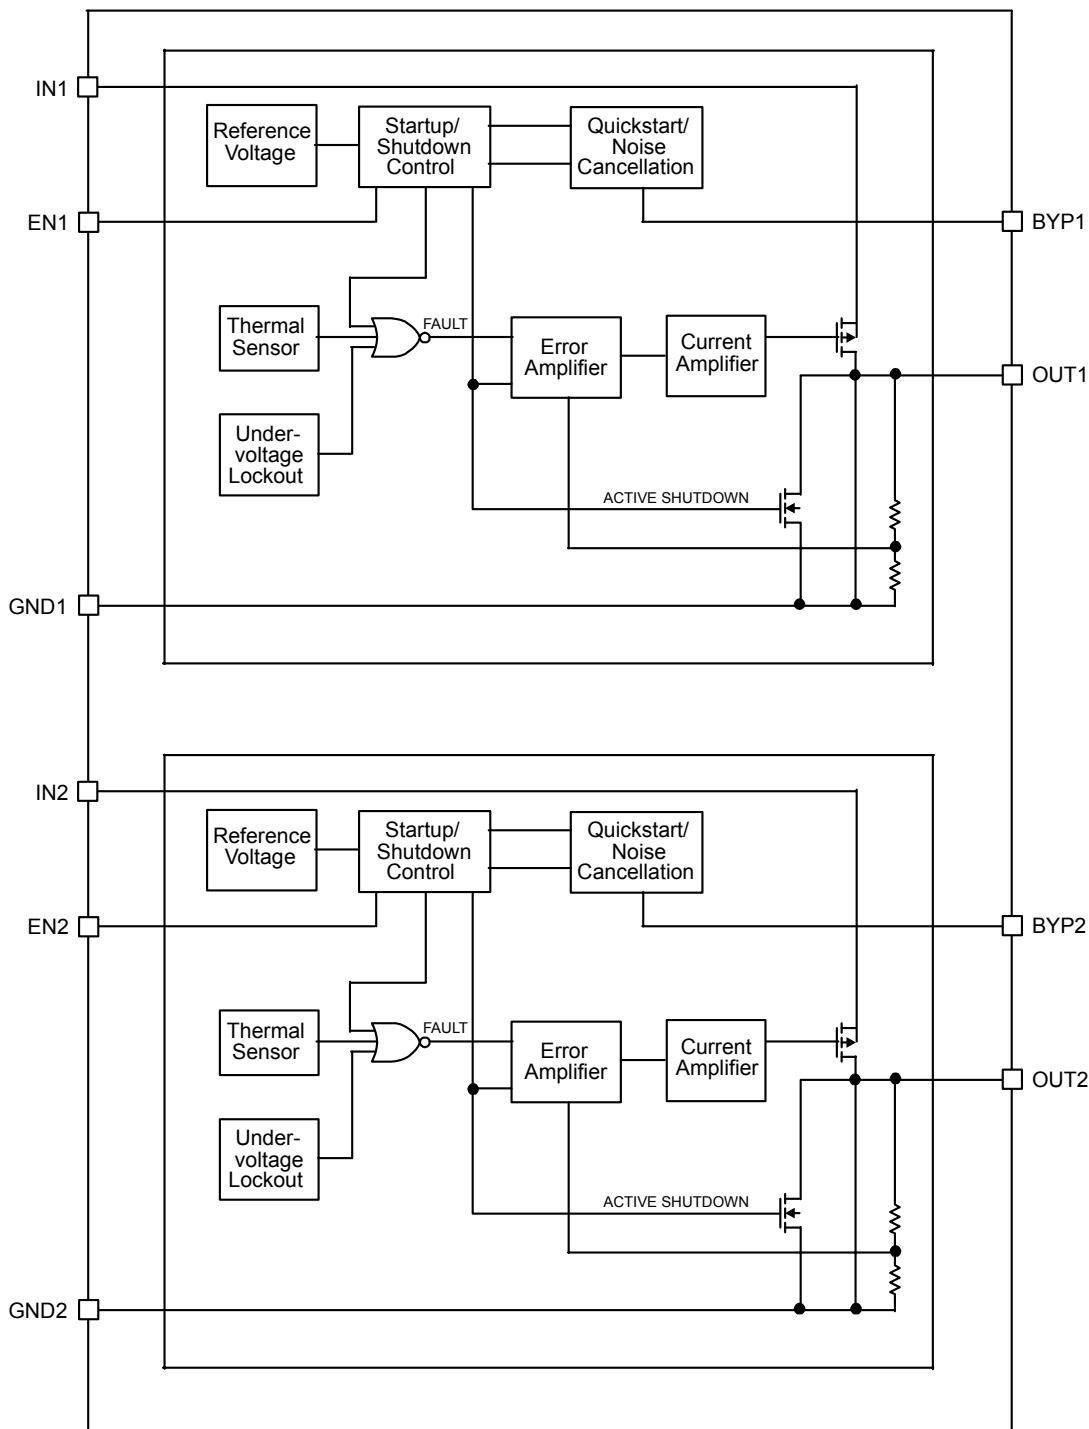 IN1
Reference
Voltage
Startup/
Shutdown
Control
Quickstart/
Noise
Cancellation
EN1
BYP1
Thermal
Sensor
FAULT
Error
Amplifier
Current
Amplifier
OUT1
Under-
voltage
Lockout
ACTIVE SHUTDOWN
GND1
IN2
Reference
Voltage
Startup/
Shutdown
Control
Quickstart/
Noise
Cancellation
EN2
BYP2
Thermal
Sensor
FAULT
Error
Amplifier
Current
Amplifier
OUT2
Under-
voltage
Lockout
ACTIVE SHUTDOWN
GND2